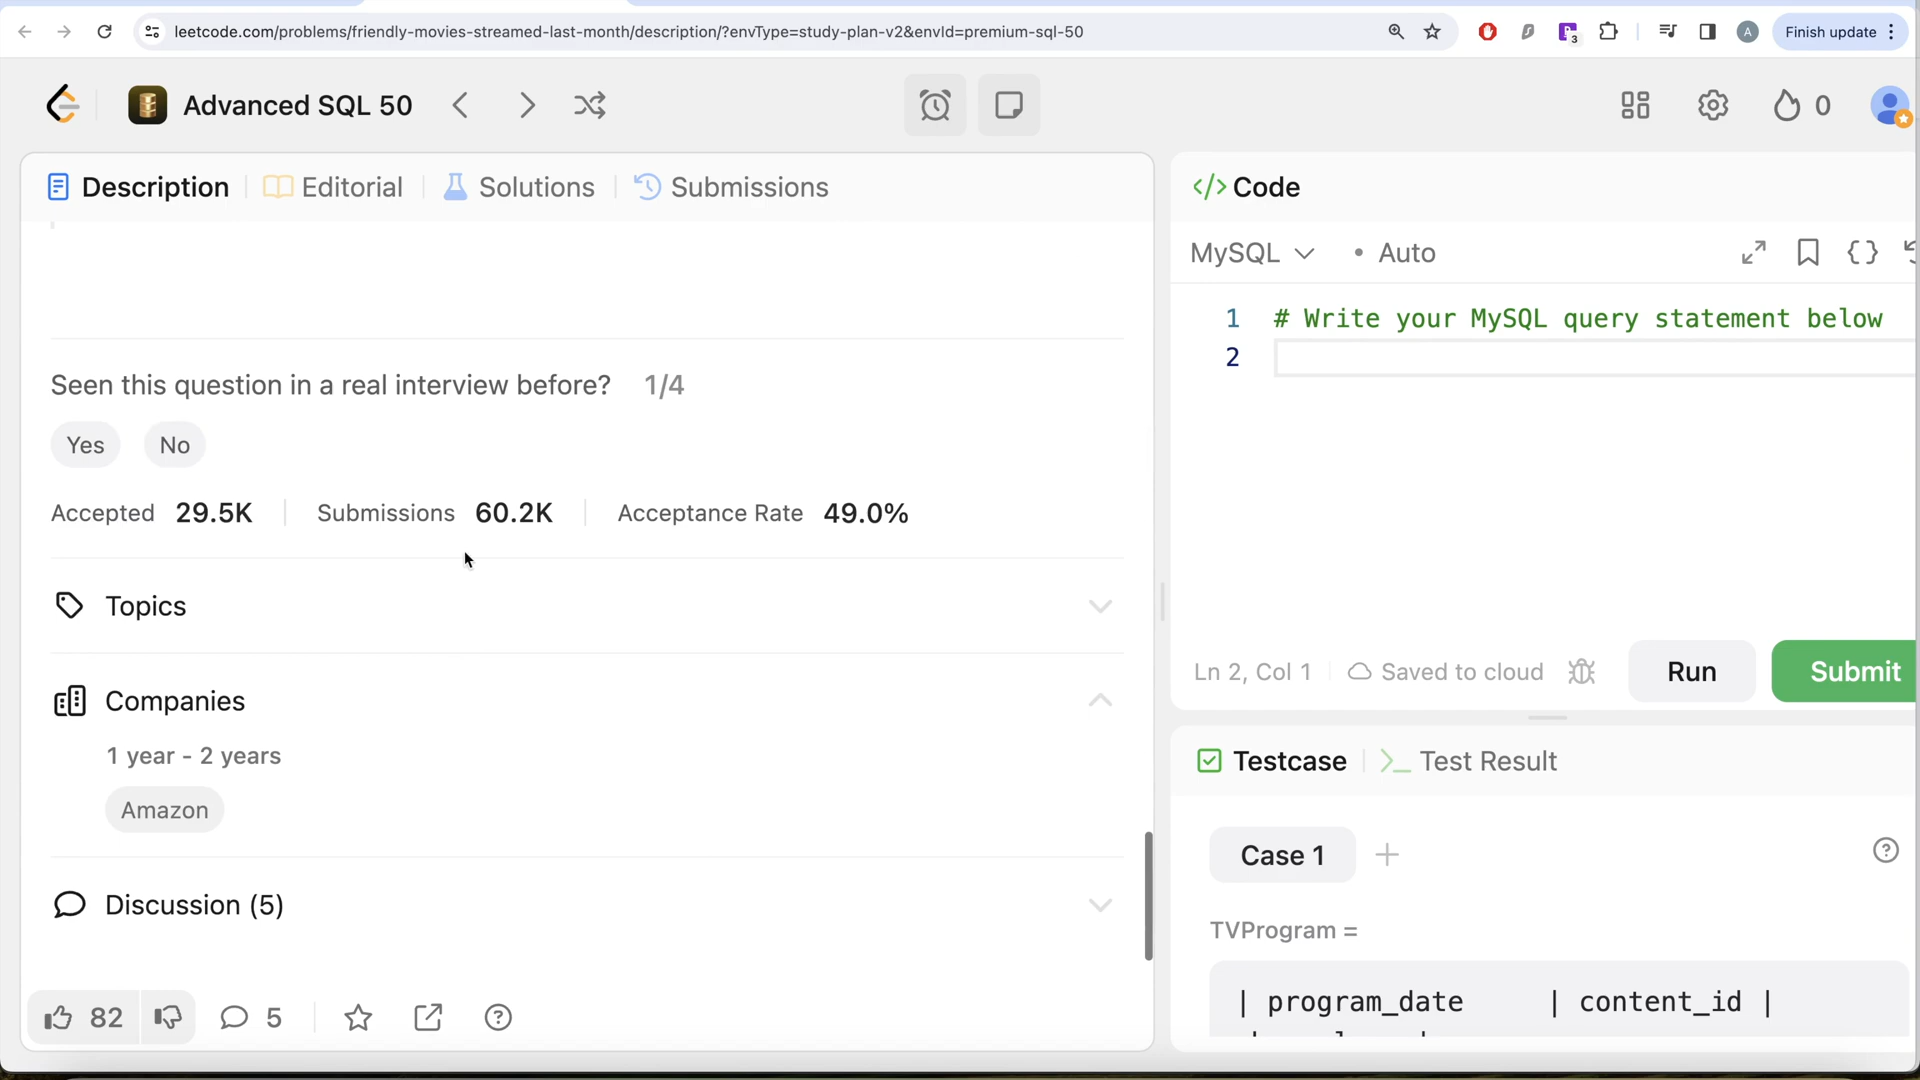 leetcode.com/problems/friendly-movies-streamed-last-month/description/?envType=study-plan-v2&envId=premium-sql-50
3
A
Finish update
Advanced SQL 50
0
Description
Editorial
Solutions
Submissions
Seen this question in a real interview before? 1/4
Yes
No
Accepted 29.5K
Submissions 60.2K
Acceptance Rate 49.0%
Topics
Companies
1 year - 2 years
Amazon
Discussion (5)
82
5
</> Code
MySQL
• Auto
{}
1 # Write your MySQL query statement below
2
Ln 2, Col 1
Saved to cloud
Run
Submit
Testcase
>_ Test Result
Case 1
TVProgram =
| program_date | content_id |